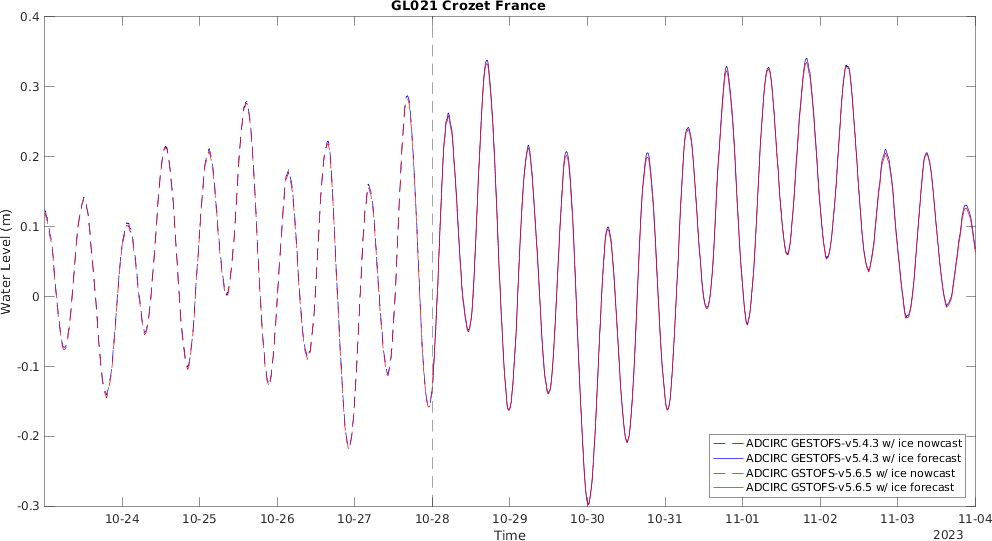 GL021 Crozet France
0.4
0.3
0.2
0.1
0
-0.1
-0.2
-0.3
Water Level (m)
ADCIRC GESTOFS-v5.4.3 w/ ice nowcast
ADCIRC GESTOFS-v5.4.3 w/ ice forecast
ADCIRC GSTOFS-v5.6.5 w/ ice nowcast
ADCIRC GSTOFS-v5.6.5 w/ ice forecast
10-24 10-25 10-26 10-27 10-28 10-29 10-30 10-31 11-01 11-02 11-03 11-04
Time
2023